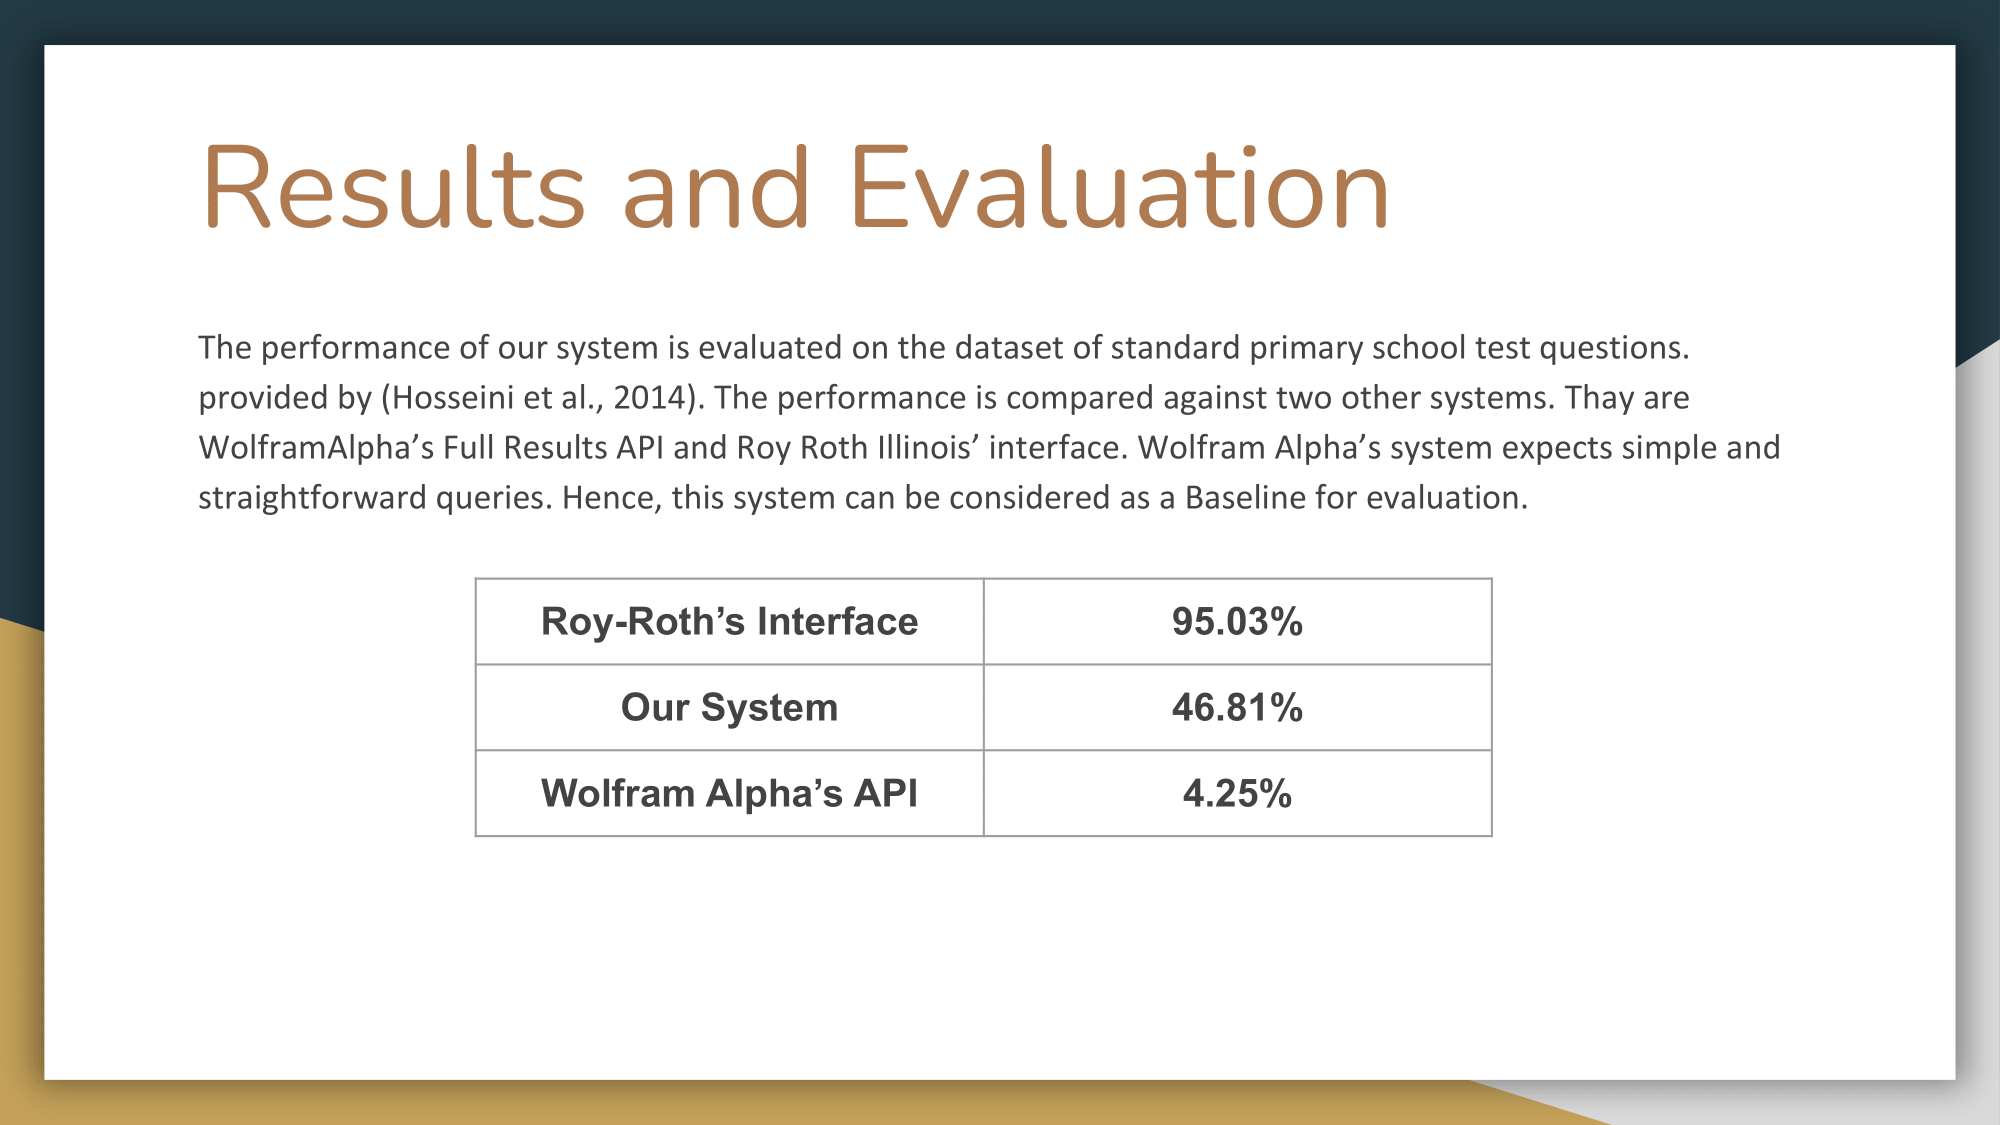 Results and Evaluation
The performance of our system is evaluated on the dataset of standard primary school test questions.
provided by (Hosseini et al., 2014). The performance is compared against two other systems. Thay are
WolframAlpha’s Full Results API and Roy Roth Illinois’ interface. Wolfram Alpha’s system expects simple and
straightforward queries. Hence, this system can be considered as a Baseline for evaluation.
Roy-Roth’s Interface 95.03%
Our System 46.81%
Wolfram Alpha’s API 4.25%